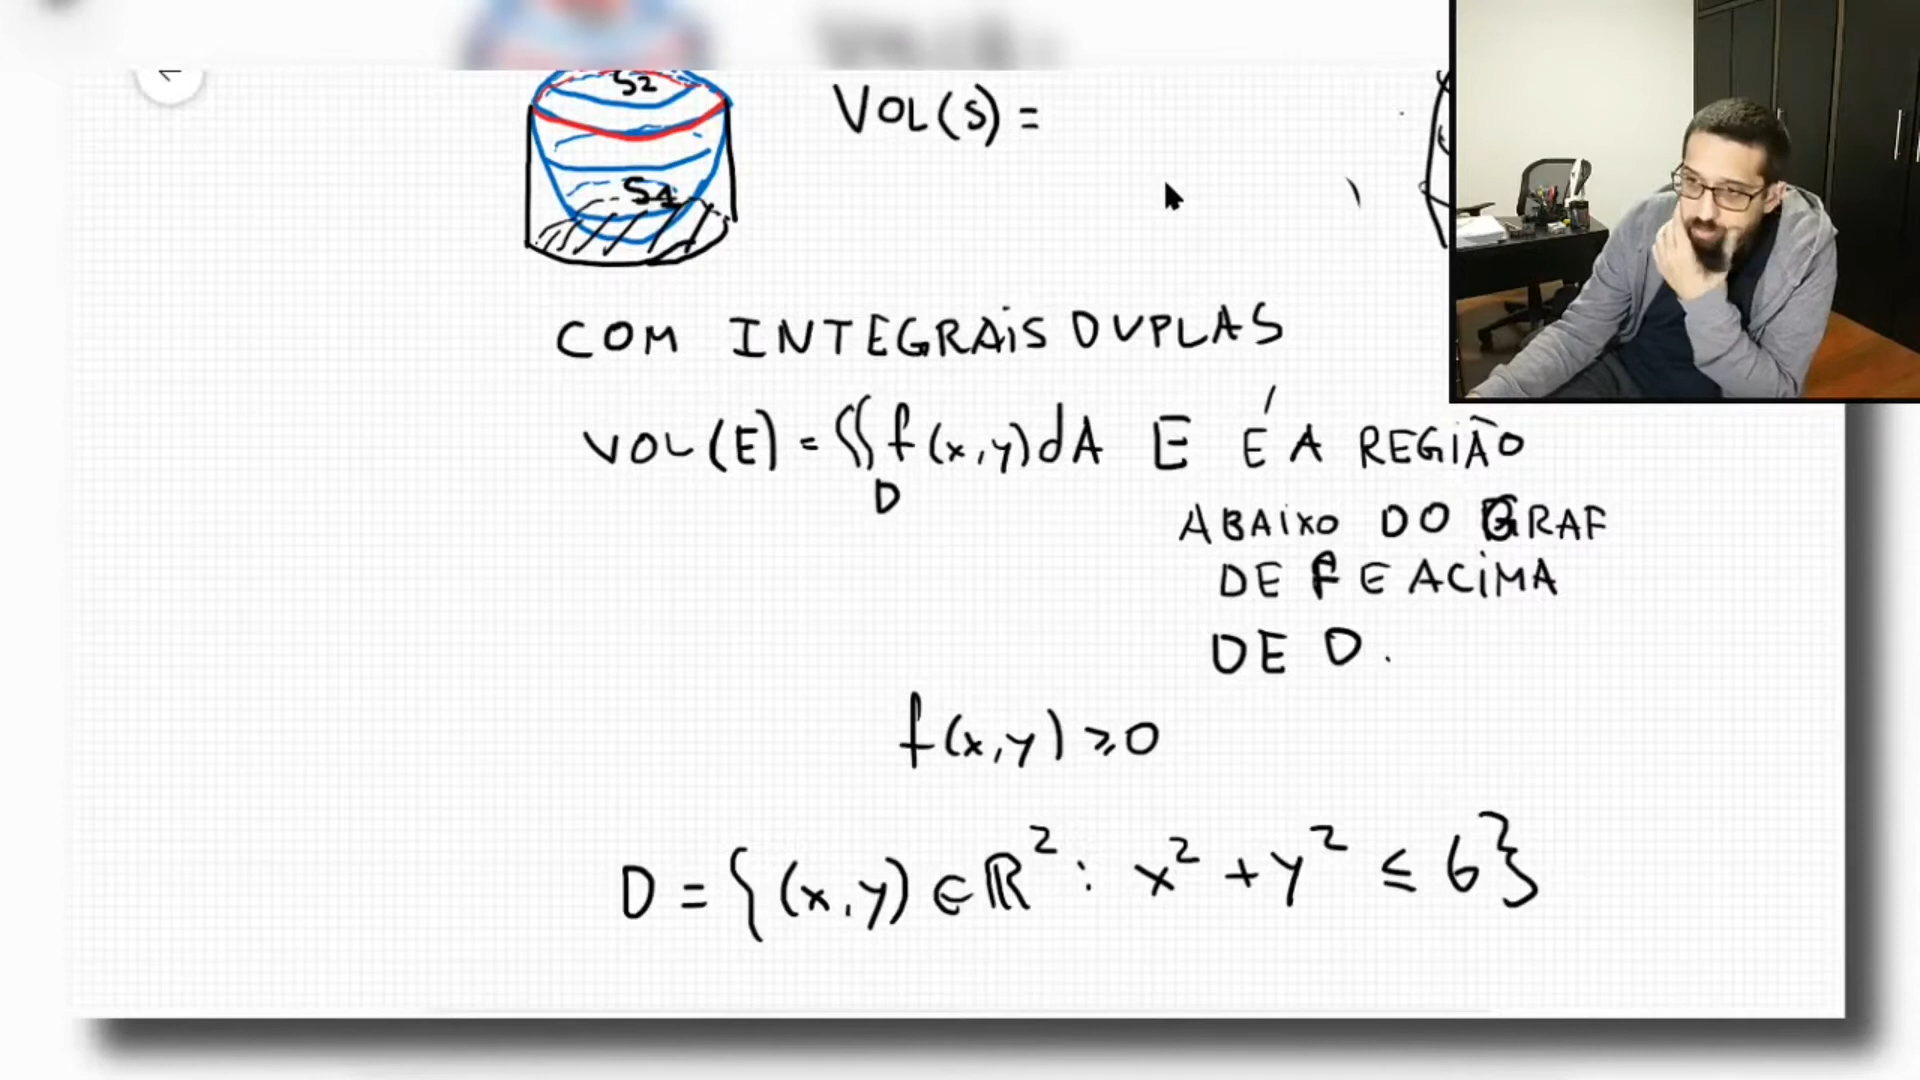 S2
VOL(S) =
S1
COM INTEGRAIS DUPLAS
VOL(E) = ∬ f(x,y)dA E É A REGIÃO
D
ABAIXO DO GRAF
DE F E ACIMA
DE D.
f(x,y) ≥ 0
D = {(x,y) ∈ ℝ² : x² + y² ≤ 6}